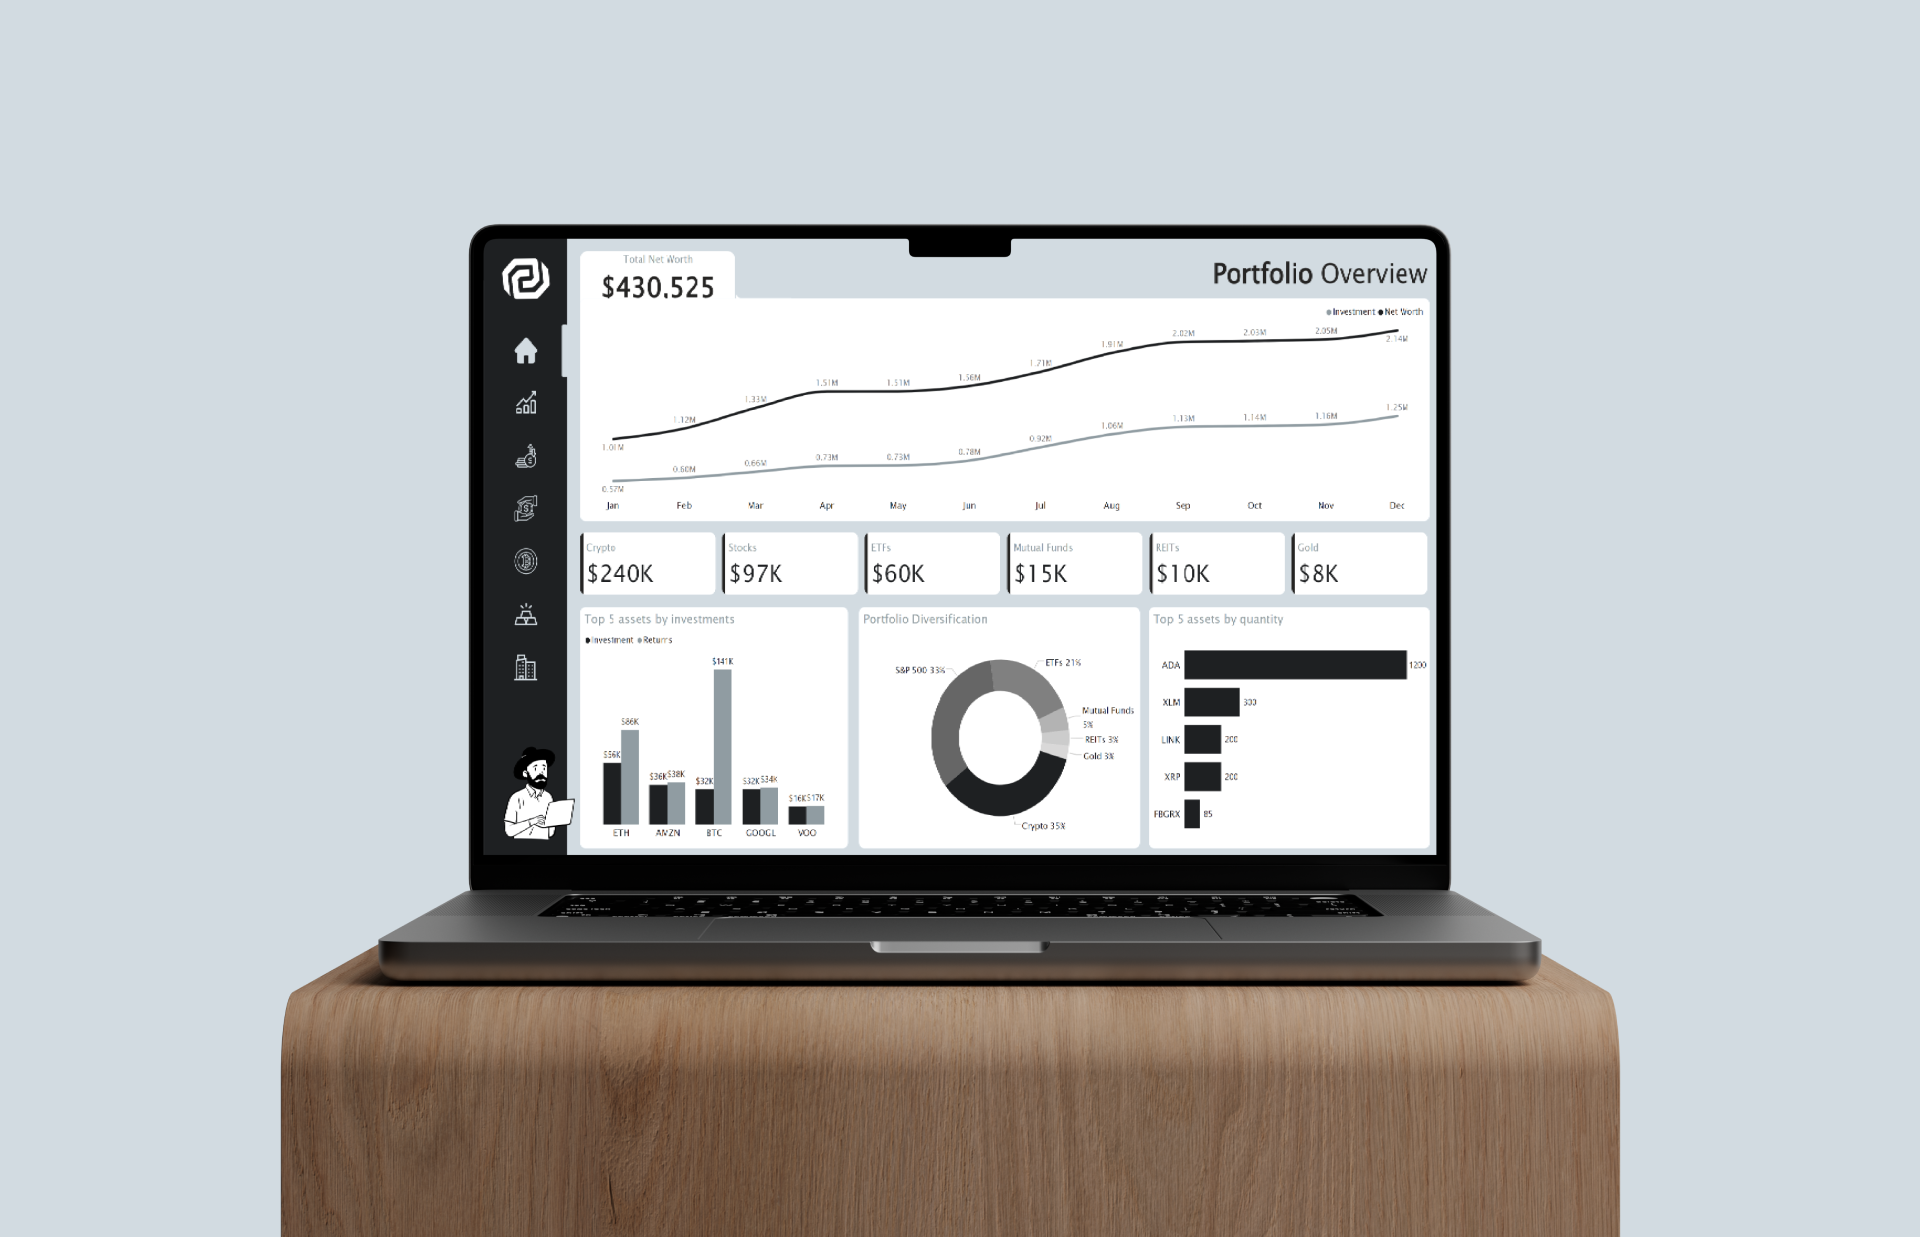 Total Net Worth
$430,525
Portfolio Overview
Investment Net Worth
1.01M 1.12M 1.33M 1.51M 1.51M 1.56M 1.71M 1.91M 2.02M 2.03M 2.05M 2.14M
0.57M 0.60M 0.66M 0.73M 0.73M 0.78M 0.92M 1.06M 1.13M 1.14M 1.16M 1.25M
Jan Feb Mar Apr May Jun Jul Aug Sep Oct Nov Dec
Crypto
$240K
Stocks
$97K
ETFs
$60K
Mutual Funds
$15K
REITs
$10K
Gold
$8K
Top 5 assets by investments
Investment Returns
$56K $86K $36K $38K $32K $141K $32K $34K $16K $17K
ETH AMZN BTC GOOGL VOO
Portfolio Diversification
S&P 500 33%
ETFs 21%
Mutual Funds
5%
REITs 3%
Gold 3%
Crypto 35%
Top 5 assets by quantity
ADA 1200
XLM 300
LINK 200
XRP 200
FBGRX 85